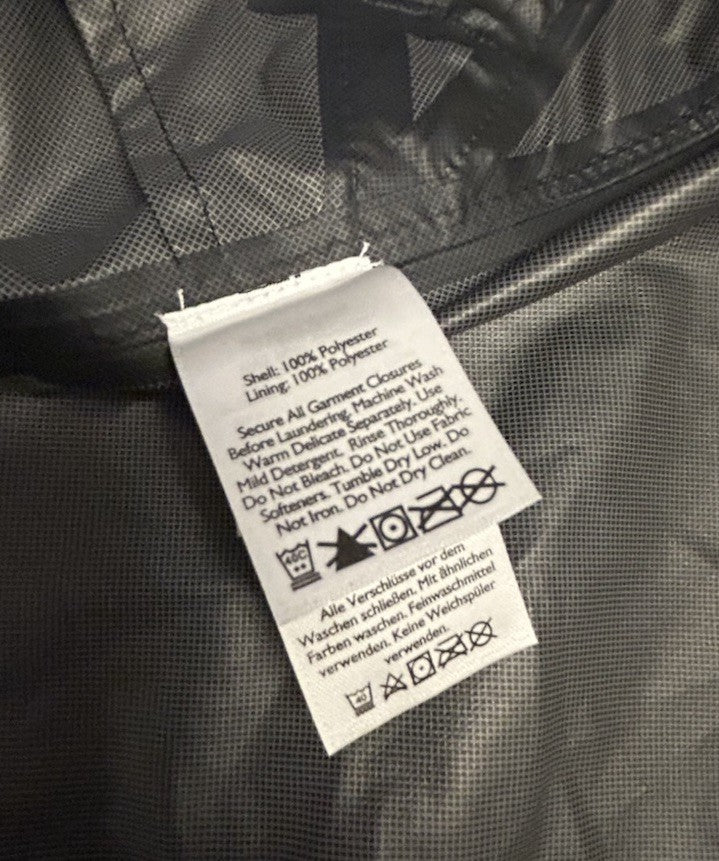 Shell: 100% Polyester
Lining: 100% Polyester
Secure All Garment Closures
Before Laundering. Machine Wash
Warm Delicate Separately. Use
Mild Detergent. Rinse Thoroughly.
Do Not Bleach. Do Not Use Fabric
Softeners. Tumble Dry Low. Do
Not Iron. Do Not Dry Clean.
40C
Alle Verschlüsse vor dem
Waschen schließen. Mit ähnlichen
Farben waschen. Feinwaschmittel
verwenden. Keine Weichspüler
verwenden.
40